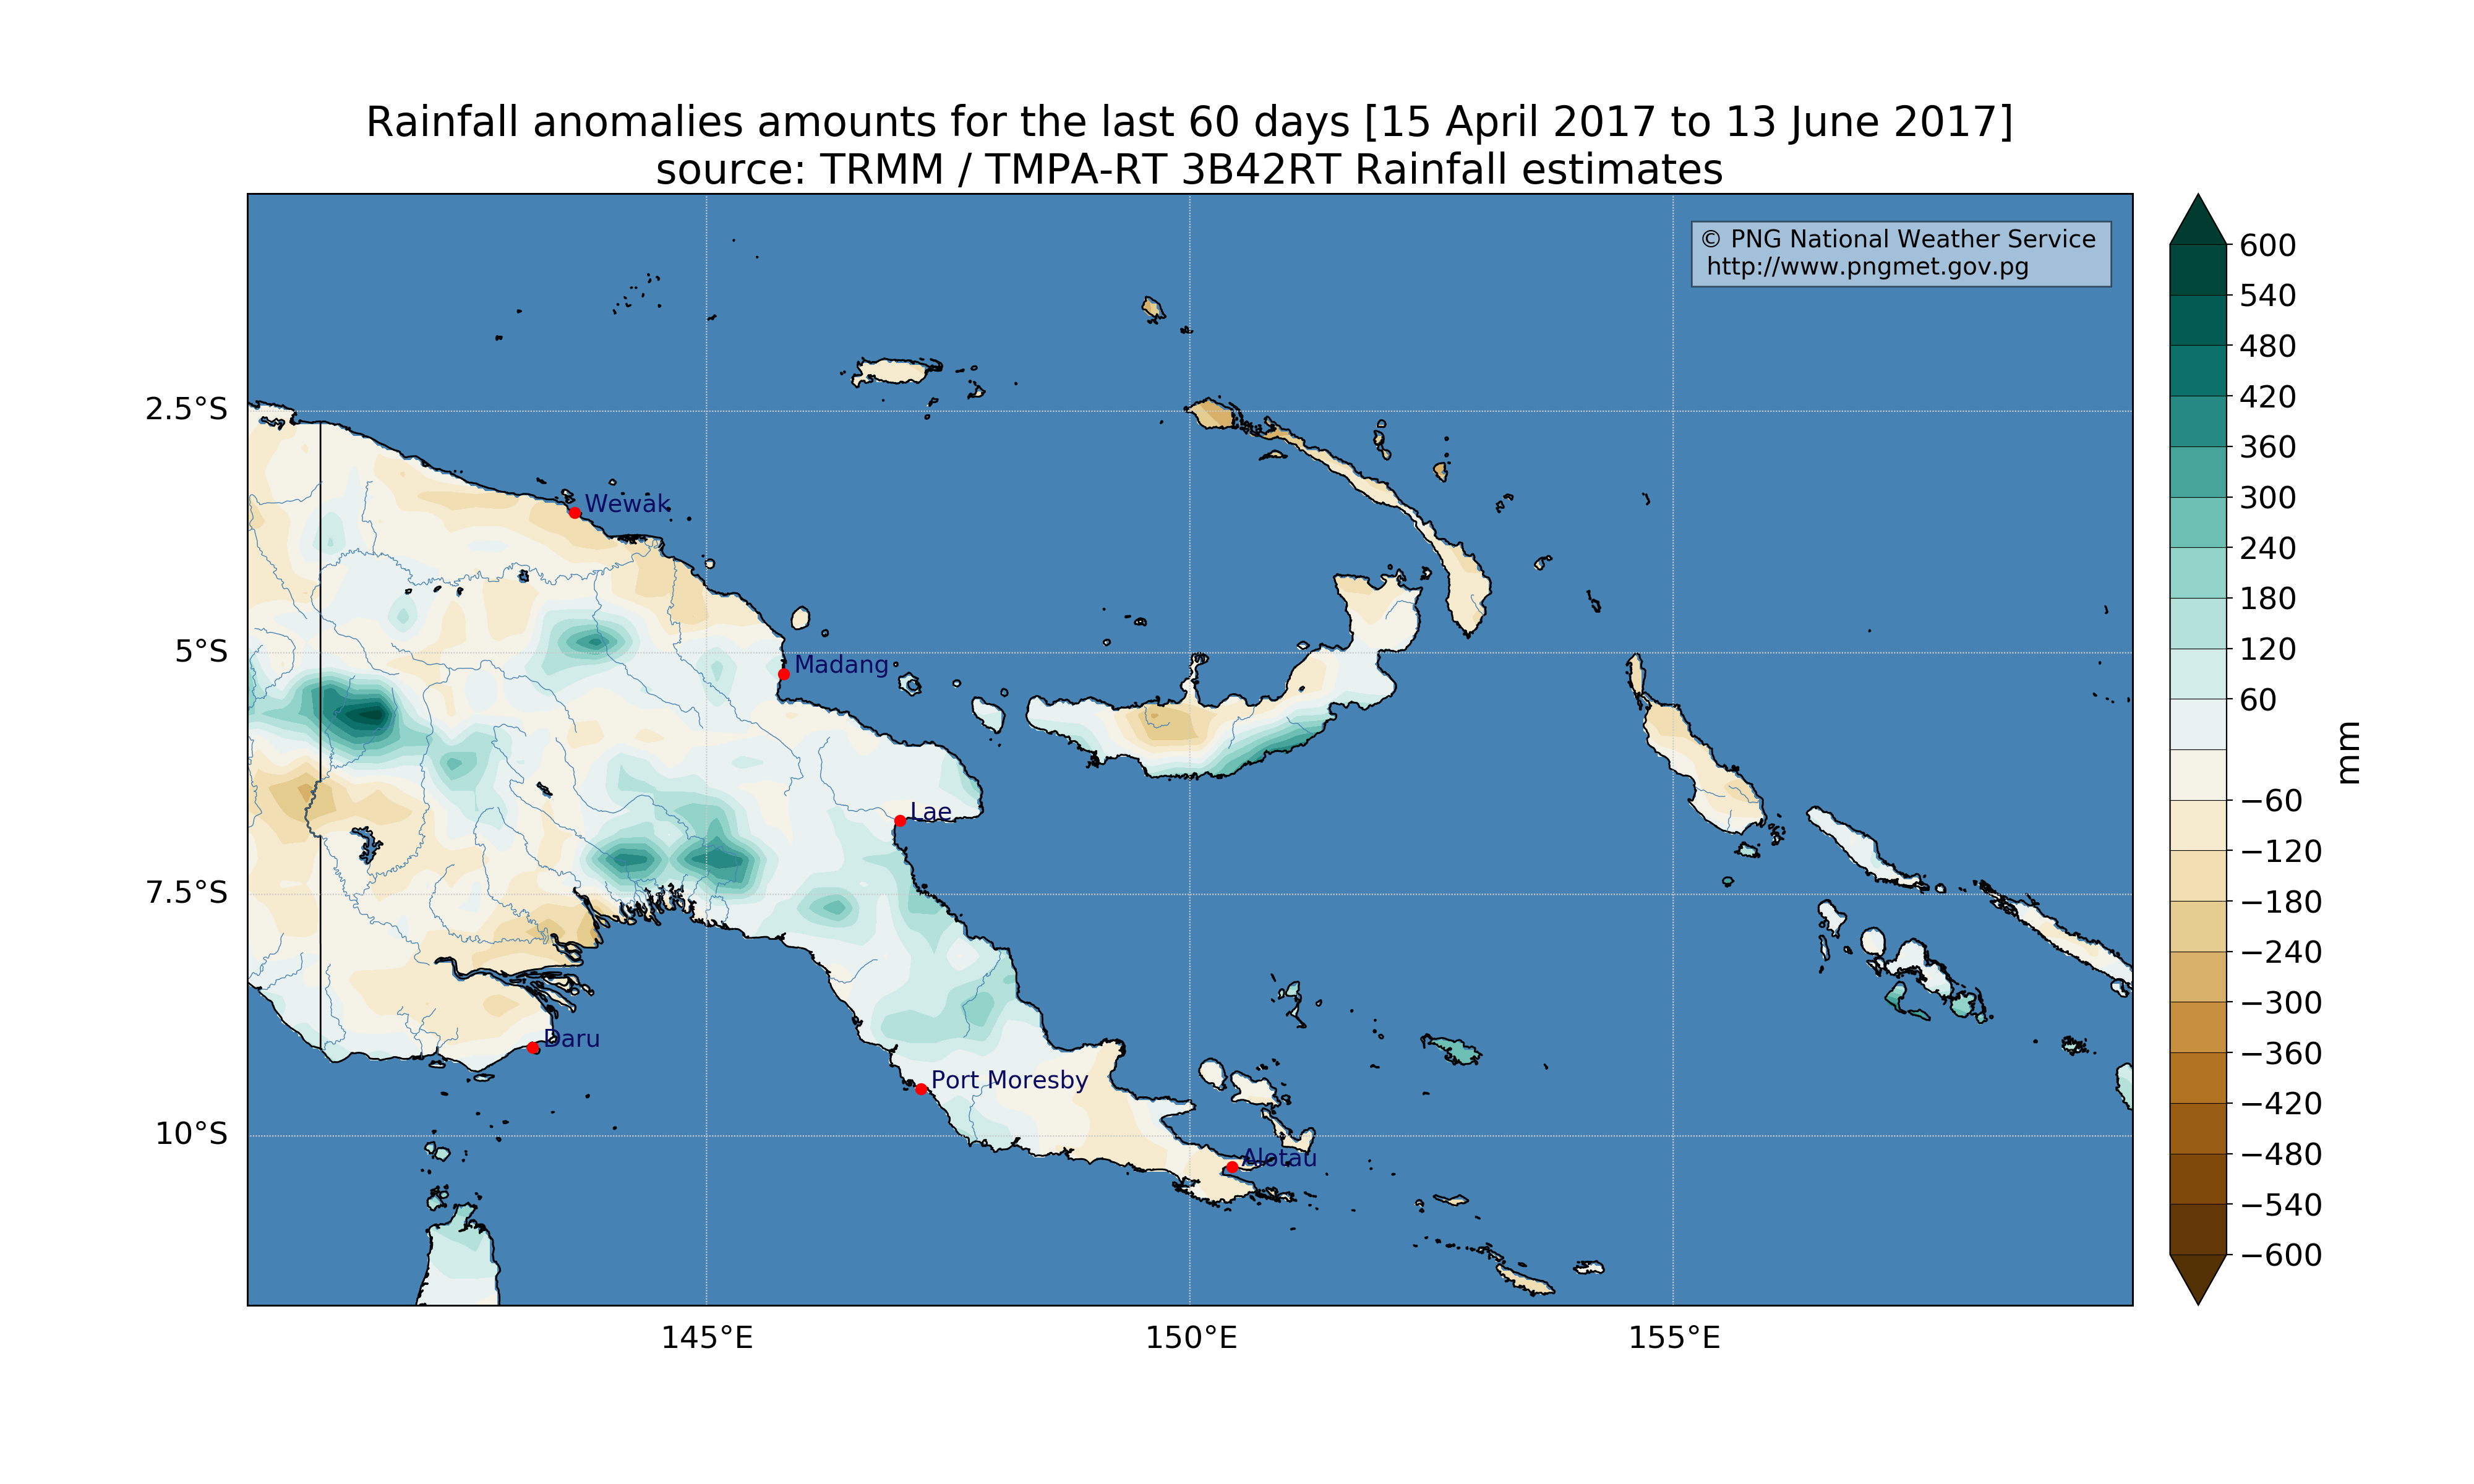 Rainfall anomalies amounts for the last 60 days [15 April 2017 to 13 June 2017]
source: TRMM / TMPA-RT 3B42RT Rainfall estimates
© PNG National Weather Service
http://www.pngmet.gov.pg
2.5°S
5°S
7.5°S
10°S
Wewak
Madang
Lae
Daru
Port Moresby
Alotau
145°E
150°E
155°E
600
540
480
420
360
300
240
180
120
60
−60
−120
−180
−240
−300
−360
−420
−480
−540
−600
mm